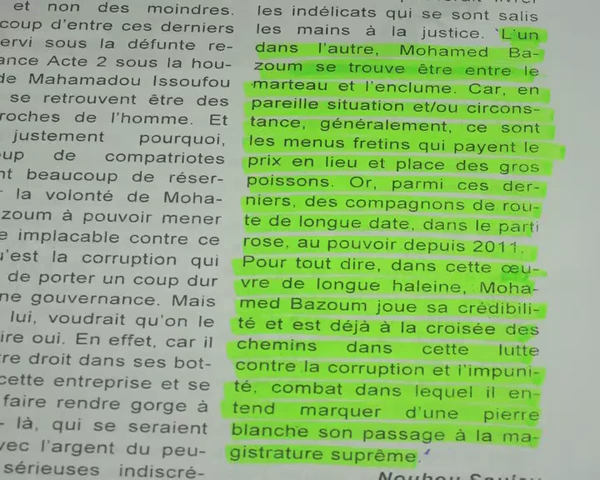 et non des moindres.
coup d'entre ces derniers
ervi sous la défunte re-
ance Acte 2 sous la hou-
de Mahamadou Issoufou
se retrouvent être des
roches de l'homme. Et
justement pourquoi,
up de compatriotes
nt beaucoup de réser-
r la volonté de Moha-
azoum à pouvoir mener
e implacable contre ce
u'est la corruption qui
de porter un coup dur
ne gouvernance. Mais
lui, voudrait qu'on le
ire oui. En effet, car il
tre droit dans ses bot-
cette entreprise et se
faire rendre gorge à
- là, qui se seraient
vec l'argent du peu-
sérieuses indiscré-
les indélicats qui se sont salis
les mains à la justice. L'un
dans l'autre, Mohamed Ba-
zoum se trouve être entre le
marteau et l'enclume. Car, en
pareille situation et/ou circons-
tance, généralement, ce sont
les menus fretins qui payent le
prix en lieu et place des gros
poissons. Or, parmi ces der-
niers, des compagnons de rou-
te de longue date, dans le parti
rose, au pouvoir depuis 2011.
Pour tout dire, dans cette œu-
vre de longue haleine, Moha-
med Bazoum joue sa crédibili-
té et est déjà à la croisée des
chemins dans cette lutte
contre la corruption et l'impuni-
té, combat dans lequel il en-
tend marquer d'une pierre
blanche son passage à la ma-
gistrature suprême.